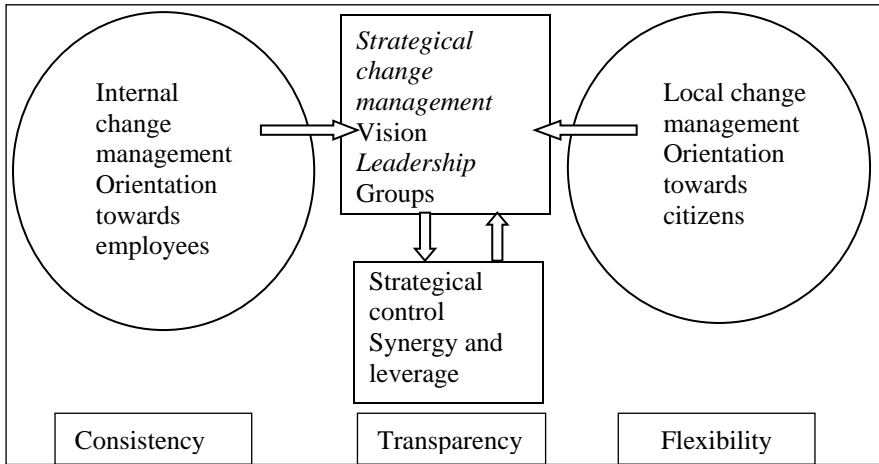 Internal
change
management
Orientation
towards
employees
Strategical
change
management
Vision
Leadership
Groups
Local change
management
Orientation
towards
citizens
Strategical
control
Synergy and
leverage
Consistency
Transparency
Flexibility